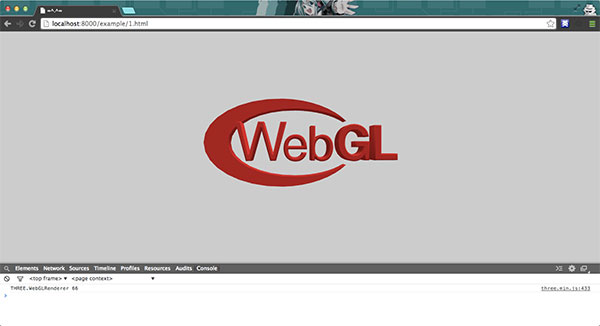 localhost:8000/example/1.html
WebGL
Elements Network Sources Timeline Profiles Resources Audits Console
<top frame> ▼ <page context> ▼
THREE.WebGLRenderer 66 three.min.js:433